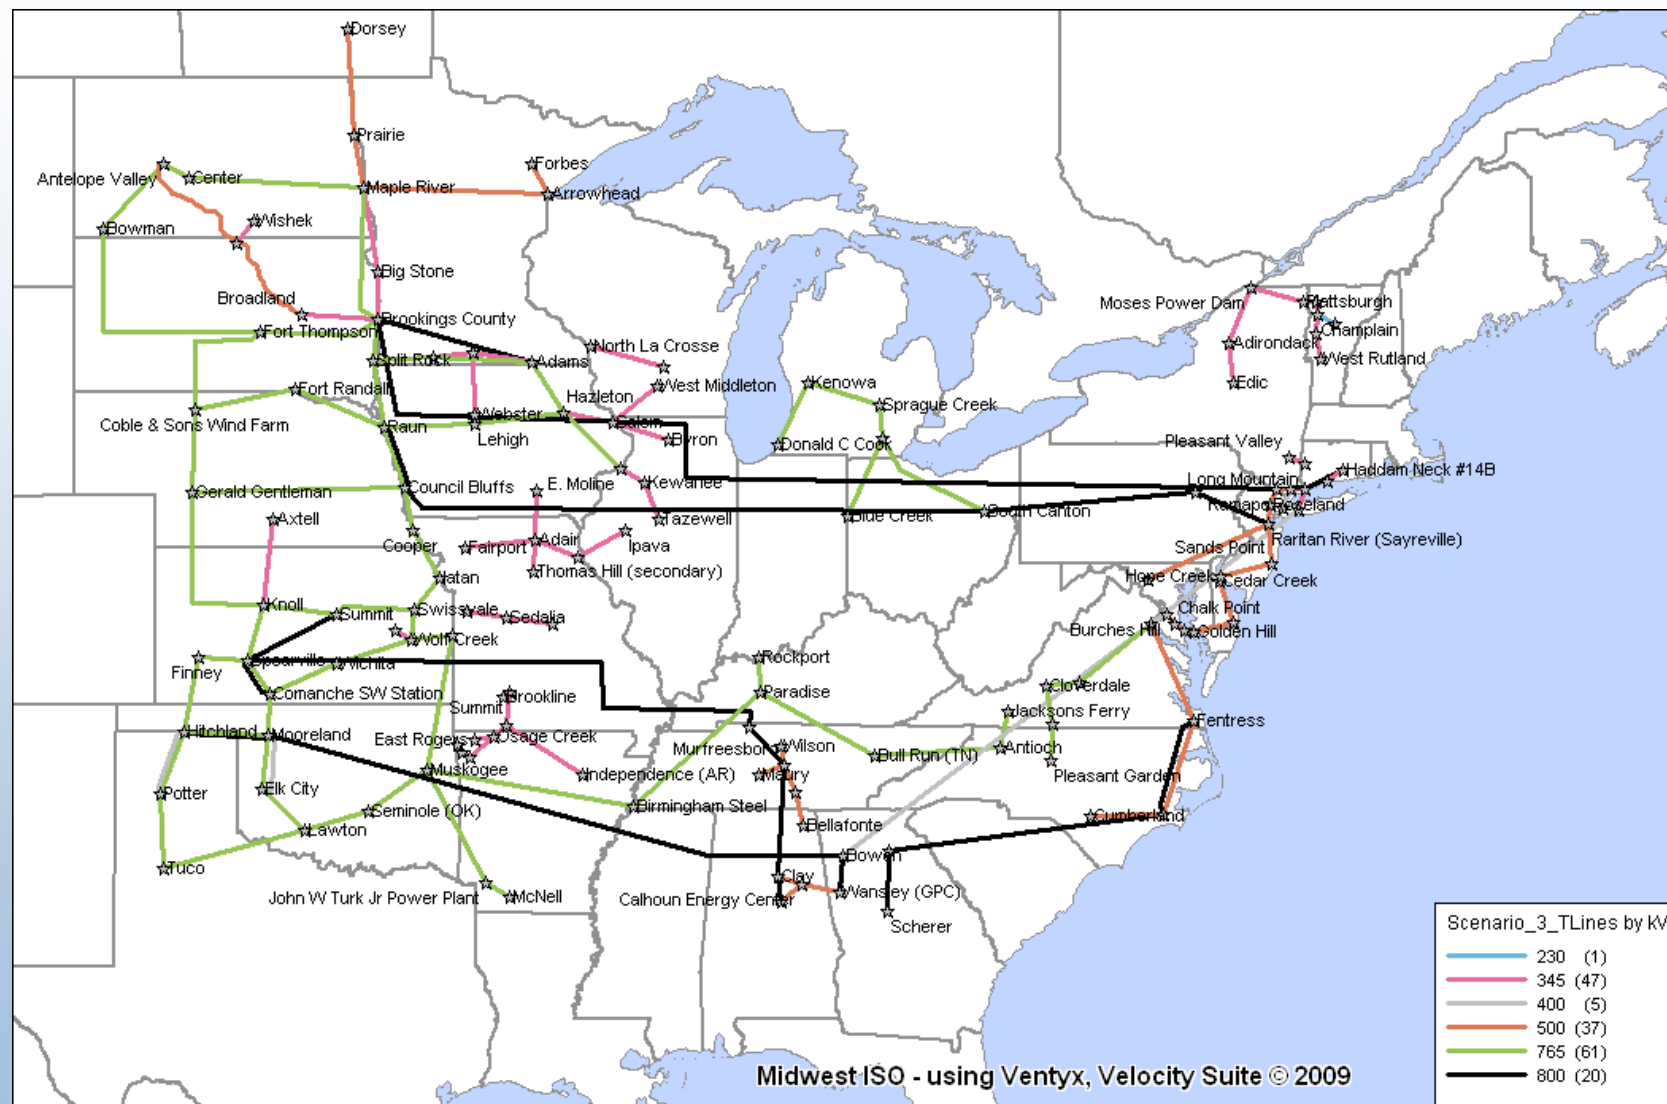 Dorsey
Prairie
Forbes
Antelope Valley
Center
Maple River
Arrowhead
Wishek
Bowman
Big Stone
Moses Power Dam
Plattsburgh
Broadland
Brookings County
Fort Thompson
Champlain
Adirondack
North La Crosse
Split Rock
Adams
West Rutland
Edic
Fort Randall
West Middleton
Kenowa
Hazleton
Sprague Creek
Coble & Sons Wind Farm
Webster
Salem
Raun
Lehigh
Byron
Donald C Cook
Pleasant Valley
Haddam Neck #14B
Long Mountain
Gerald Gentleman
Council Bluffs
E. Moline
Kewanee
Ramapo
Roseland
Axtell
Tazewell
Blue Creek
South Canton
Cooper
Fairport
Adair
Ipava
Sands Point
Raritan River (Sayreville)
Iatan
Thomas Hill (secondary)
Hope Creek
Cedar Creek
Knoll
Summit
Swissvale
Sedalia
Chalk Point
Burches Hill
Golden Hill
Wolf Creek
Finney
Spearville
Wichita
Rockport
Comanche SW Station
Brookline
Summit
Paradise
Cloverdale
Jacksons Ferry
Fentress
Hitchland
Mooreland
East Rogers
Osage Creek
Murfreesboro
Wilson
Bull Run (TN)
Antioch
Muskogee
Independence (AR)
Maury
Pleasant Garden
Potter
Elk City
Seminole (OK)
Birmingham Steel
Cumberland
Lawton
Bellafonte
Tuco
Bowen
Clay
John W Turk Jr Power Plant
McNell
Calhoun Energy Center
Wansley (GPC)
Scherer
Scenario_3_TLines by kV
230 (1)
345 (47)
400 (5)
500 (37)
765 (61)
800 (20)
Midwest ISO - using Ventyx, Velocity Suite © 2009